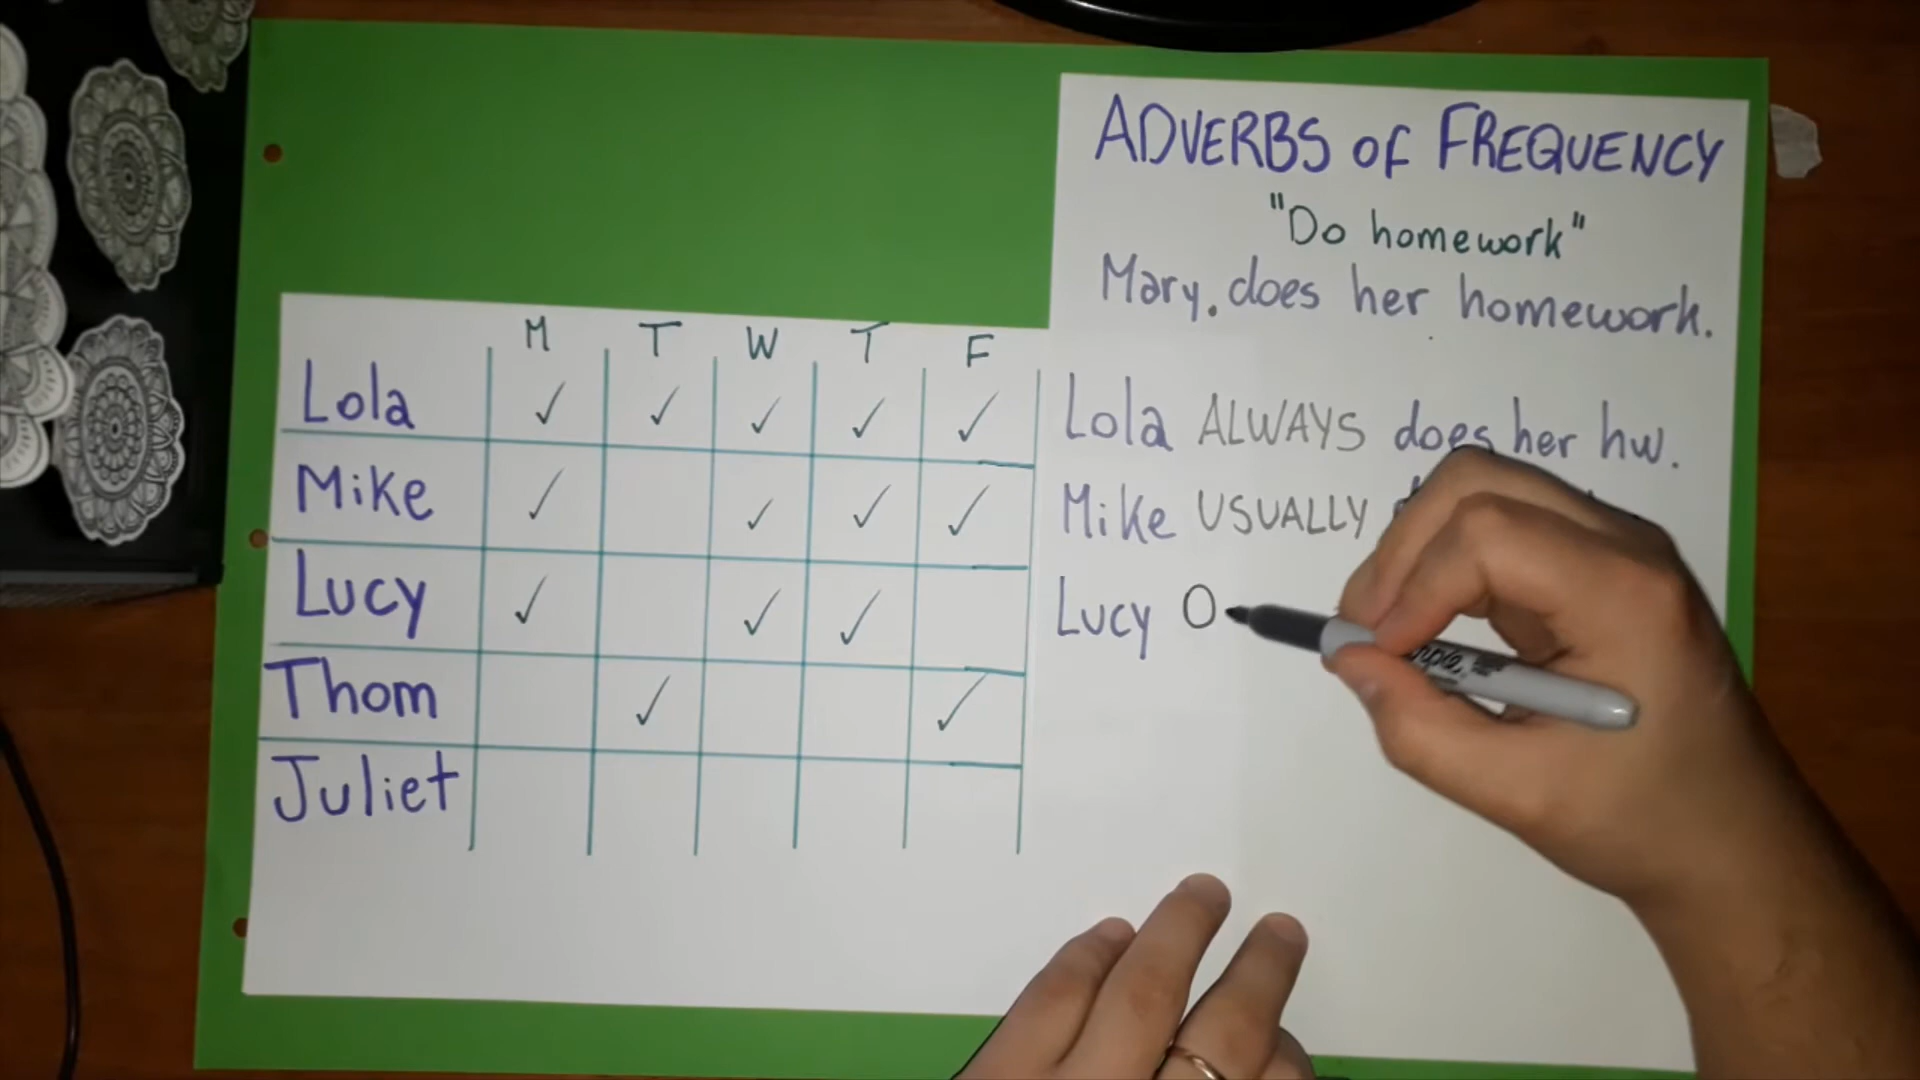 ADVERBS of FREQUENCY
"Do homework"
Mary. does her homework.
M T W T F
Lola ✓ ✓ ✓ ✓ ✓
Mike ✓ ✓ ✓ ✓
Lucy ✓ ✓ ✓
Thom ✓ ✓
Juliet
Lola ALWAYS does her hw.
Mike USUALLY
Lucy O